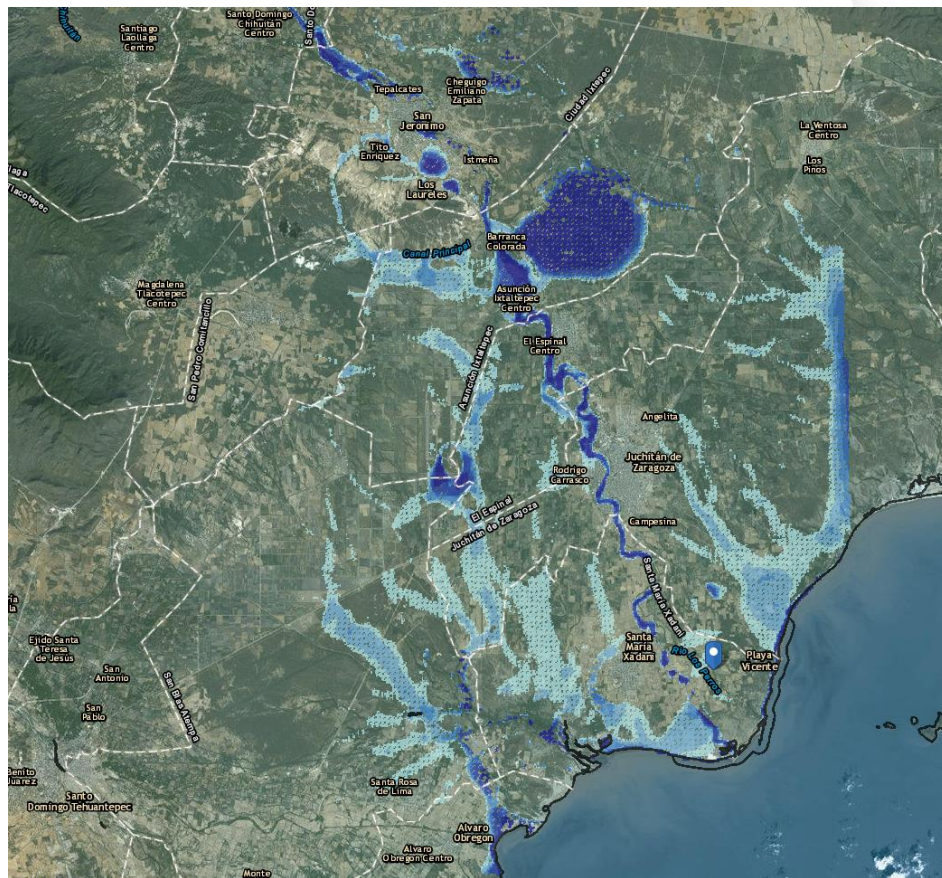 Santo Domingo
Chihuitán
Centro
Santiago
Laollaga
Centro
Tepalcates
Cheguigo
Emiliano
Zapata
Ciudad Ixtepec
San
Jeronimo
La Ventosa
Centro
Tito
Enriquez
Istmeña
Los
Pinos
Los
Laureles
Tlacotepec
Barranca
Colorada
Canal Principal
Magdalena
Tlacotepec
Centro
Asunción
Ixtaltepec
Centro
San Pedro Comitancillo
El Espinal
Centro
Asunción Ixtaltepec
Angelita
Juchitán de
Zaragoza
Rodrigo
Carrasco
El Espinal
Juchitán de Zaragoza
Campesina
Santa María Xadani
Ejido Santa
Teresa
de Jesús
Santa
María
Xadani
Río Los Perros
Playa
Vicente
San
Antonio
San Blas Atempa
San
Pablo
Benito
Juarez
Santa Rosa
de Lima
Santo
Domingo Tehuantepec
Alvaro
Obregón
Alvaro
Obregon Centro
Monte